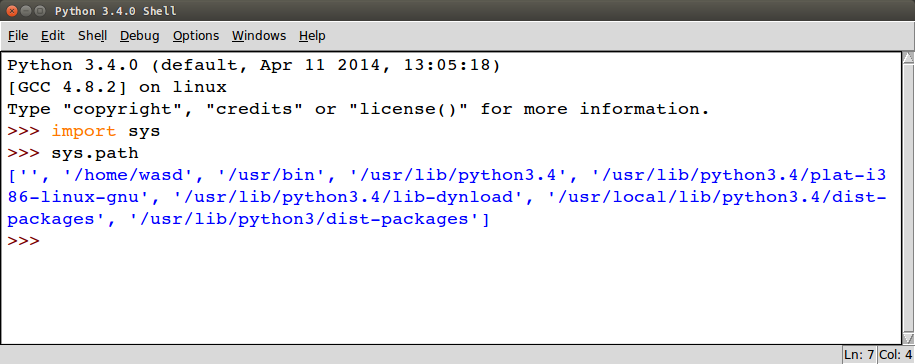 Python 3.4.0 Shell
File Edit Shell Debug Options Windows Help
Python 3.4.0 (default, Apr 11 2014, 13:05:18)
[GCC 4.8.2] on linux
Type "copyright", "credits" or "license()" for more information.
>>> import sys
>>> sys.path
['', '/home/wasd', '/usr/bin', '/usr/lib/python3.4', '/usr/lib/python3.4/plat-i3
86-linux-gnu', '/usr/lib/python3.4/lib-dynload', '/usr/local/lib/python3.4/dist-
packages', '/usr/lib/python3/dist-packages']
>>>
Ln: 7 Col: 4